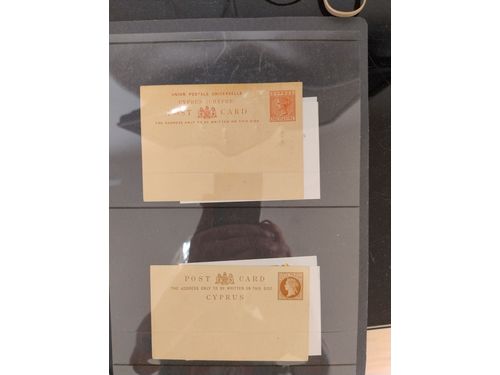 UNION POSTALE UNIVERSELLE
CYPRUS (CHYPRE)
POST CARD
THE ADDRESS ONLY TO BE WRITTEN ON THIS SIDE
CYPRUS
POST CARD
THE ADDRESS ONLY TO BE WRITTEN ON THIS SIDE
CYPRUS